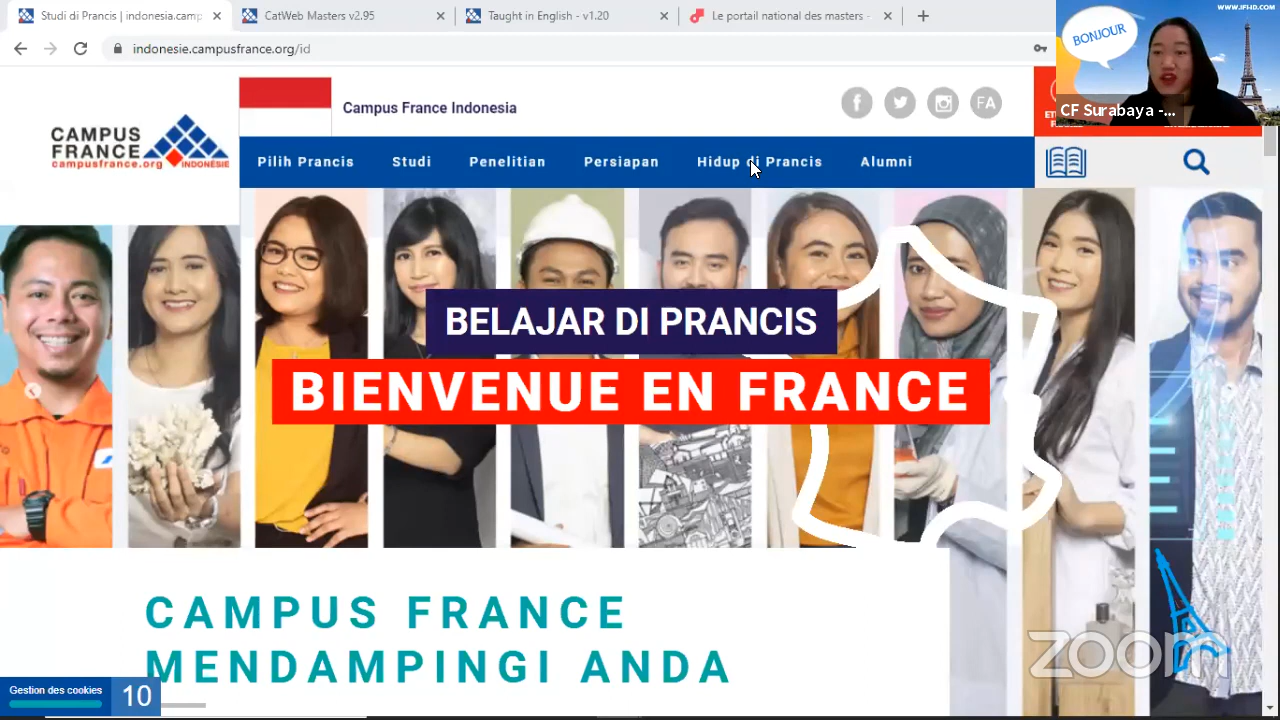 Studi di Prancis | indonesia.camp
CatWeb Masters v2.95
Taught in English - v1.20
Le portail national des masters -
indonesie.campusfrance.org/id
WWW.IFHD.COM
BONJOUR
CF Surabaya -...
CAMPUS
FRANCE
campusfrance.org
INDONÉSIE
Campus France Indonesia
FA
Pilih Prancis
Studi
Penelitian
Persiapan
Hidup di Prancis
Alumni
BELAJAR DI PRANCIS
BIENVENUE EN FRANCE
CAMPUS FRANCE
MENDAMPINGI ANDA
zoom
Gestion des cookies
10